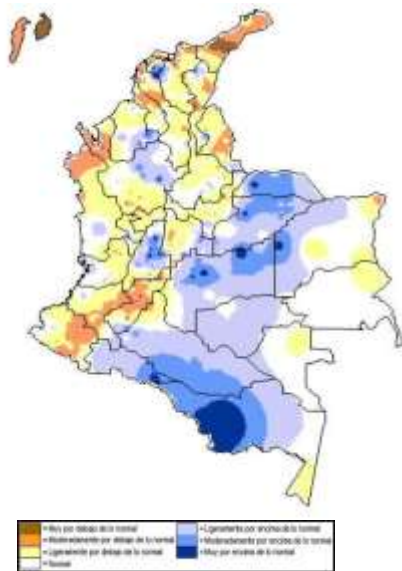 = Muy por debajo de lo normal
= Moderadamente por debajo de lo normal
= Ligeramente por debajo de lo normal
= Normal
= Ligeramente por encima de lo normal
= Moderadamente por encima de lo normal
= Muy por encima de lo normal